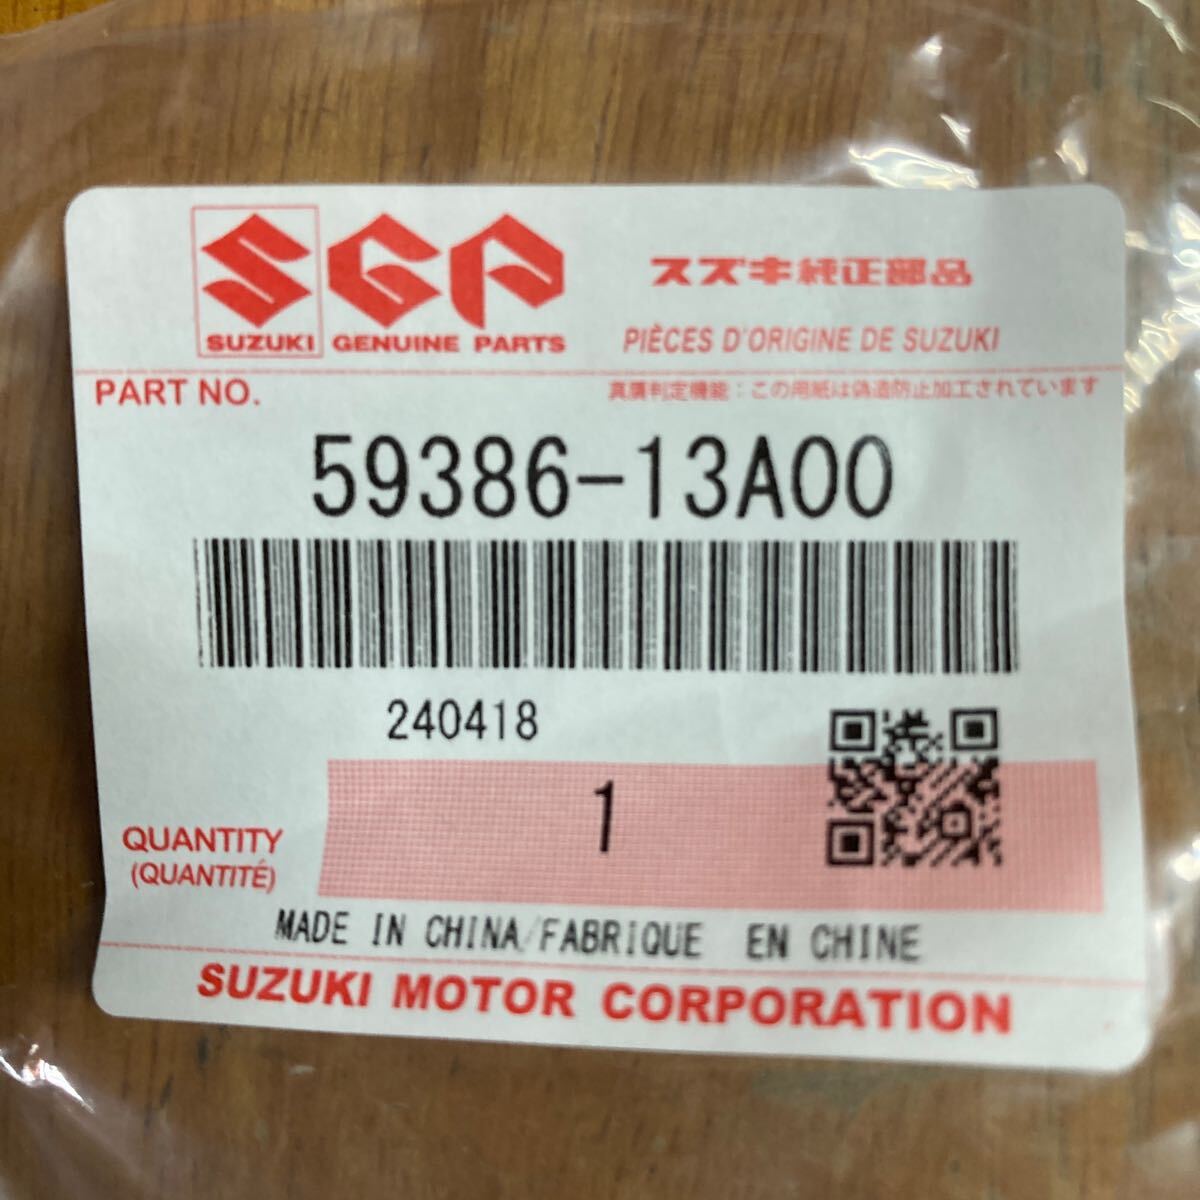 SUZUKI
SGP
GENUINE PARTS
スズキ純正部品
PIÈCES D'ORIGINE DE SUZUKI
PART NO.
真贋判定機能：この用紙は偽造防止加工されています
59386-13A00
240418
1
QUANTITY
(QUANTITÉ)
MADE IN CHINA/FABRIQUE EN CHINE
SUZUKI MOTOR CORPORATION